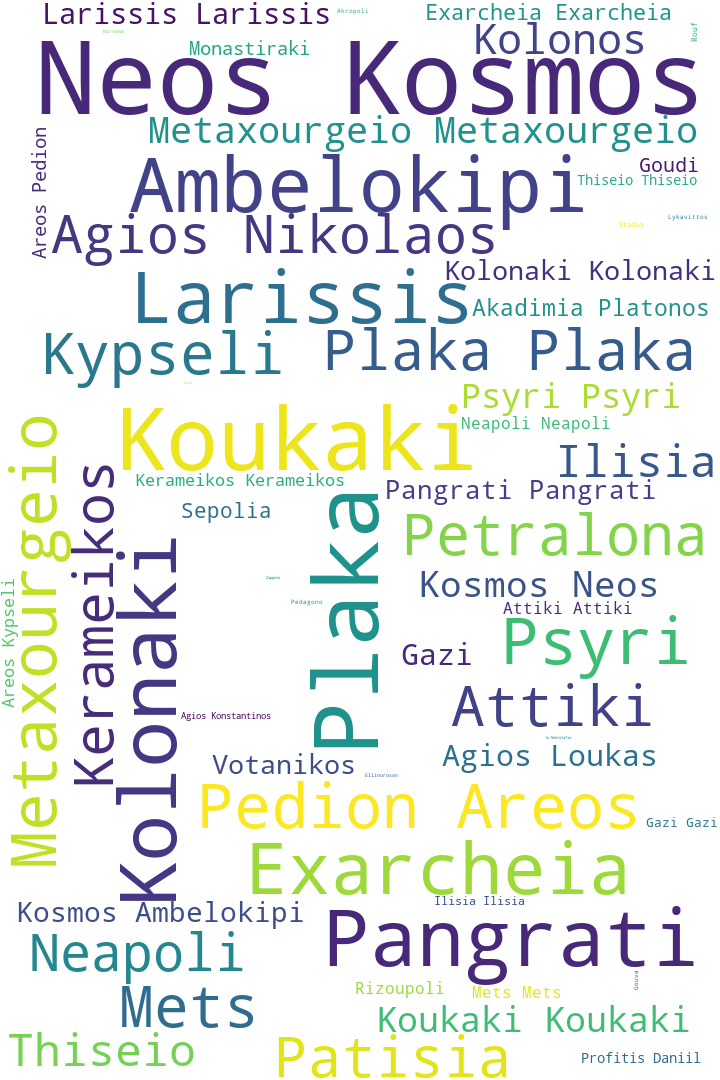 Larissis Larissis
Akropoli
Exarcheia Exarcheia
Nirvana
Kolonos
Rouf
Monastiraki
Neos Kosmos
Metaxourgeio Metaxourgeio
Areos Pedion
Ambelokipi
Goudi
Thiseio Thiseio
Lykavittos
Stadio
Agios Nikolaos
Kolonaki Kolonaki
Larissis
Akadimia Platonos
Kypseli
Plaka Plaka
Psyri Psyri
Koukaki
Neapoli Neapoli
Metaxourgeio
Ilisia
Kerameikos
Kerameikos Kerameikos
Pangrati Pangrati
Sepolia
Plaka
Petralona
Kolonaki
Areos Kypseli
Zappeio
Kosmos Neos
Pedagono
Attiki Attiki
Psyri
Gazi
Attiki
Agios Konstantinos
Agios Loukas
Votanikos
Ellinoroson
Pedion Areos
Gazi Gazi
Exarcheia
Ilisia Ilisia
Kosmos Ambelokipi
Pangrati
Neapoli
Gouva
Rizoupoli
Mets Mets
Mets
Koukaki Koukaki
Thiseio
Patisia
Profitis Daniil